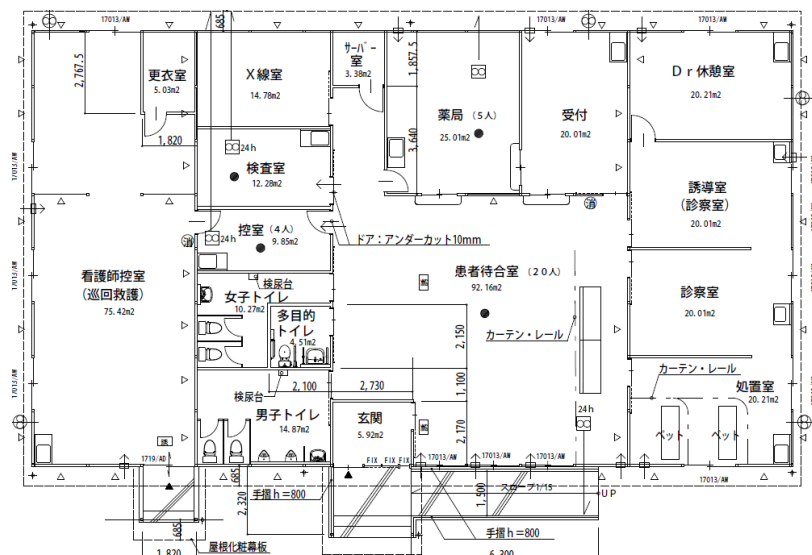 17013/AW
17013/AW
17013/AW
685
サーバー
室
3.38m2
1,857.5
2,767.5
更衣室
5.03m2
X線室
14.78m2
薬局 （5人）
25.01m2
受付
20.01m2
Dr休憩室
20.21m2
1,820
24h
検査室
12.28m2
3,640
17013/AW
誘導室
(診察室)
20.01m2
控室 （4人）
9.85m2
24h
消
消
ドア：アンダーカット10mm
看護師控室
(巡回救護)
75.42m2
検尿台
女子トイレ
10.27m2
多目的
トイレ
4.51m2
患者待合室 （20人）
92.16m2
診察室
20.01m2
カーテン・レール
2,150
カーテン・レール
1,100
2,100
2,730
検尿台
男子トイレ
14.87m2
玄関
5.92m2
2,170
24h
処置室
20.21m2
ベット
ベット
誘
1719/AD
FIX
FIX
FIX
17013/AW
17013/AW
17013/AW
685
2,320
手摺ｈ=800
1,500
スロープ1/15
UP
手摺ｈ=800
685
屋根化粧幕板
1,820
6,300